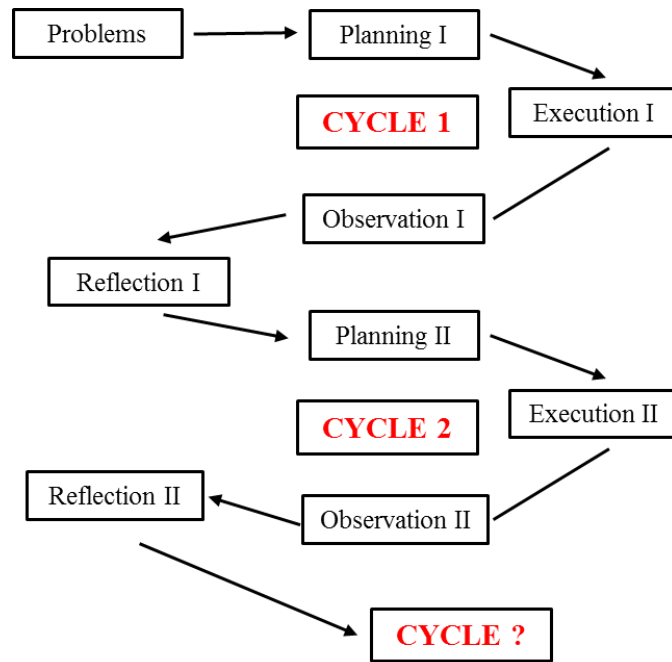 Problems
Planning I
Execution I
CYCLE 1
Observation I
Reflection I
Planning II
Execution II
CYCLE 2
Reflection II
Observation II
CYCLE ?